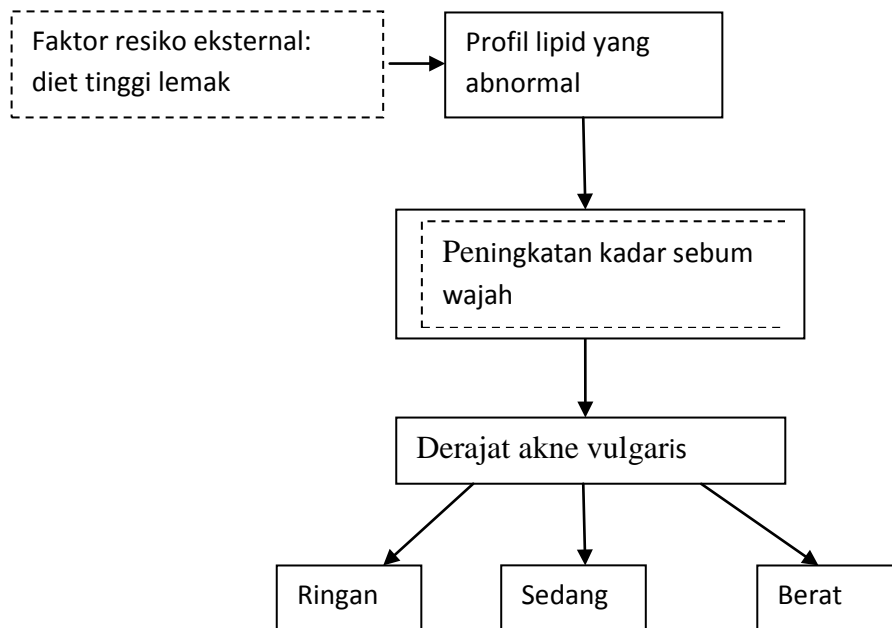 Faktor resiko eksternal:
diet tinggi lemak
Profil lipid yang
abnormal
Peningkatan kadar sebum
wajah
Derajat akne vulgaris
Ringan
Sedang
Berat